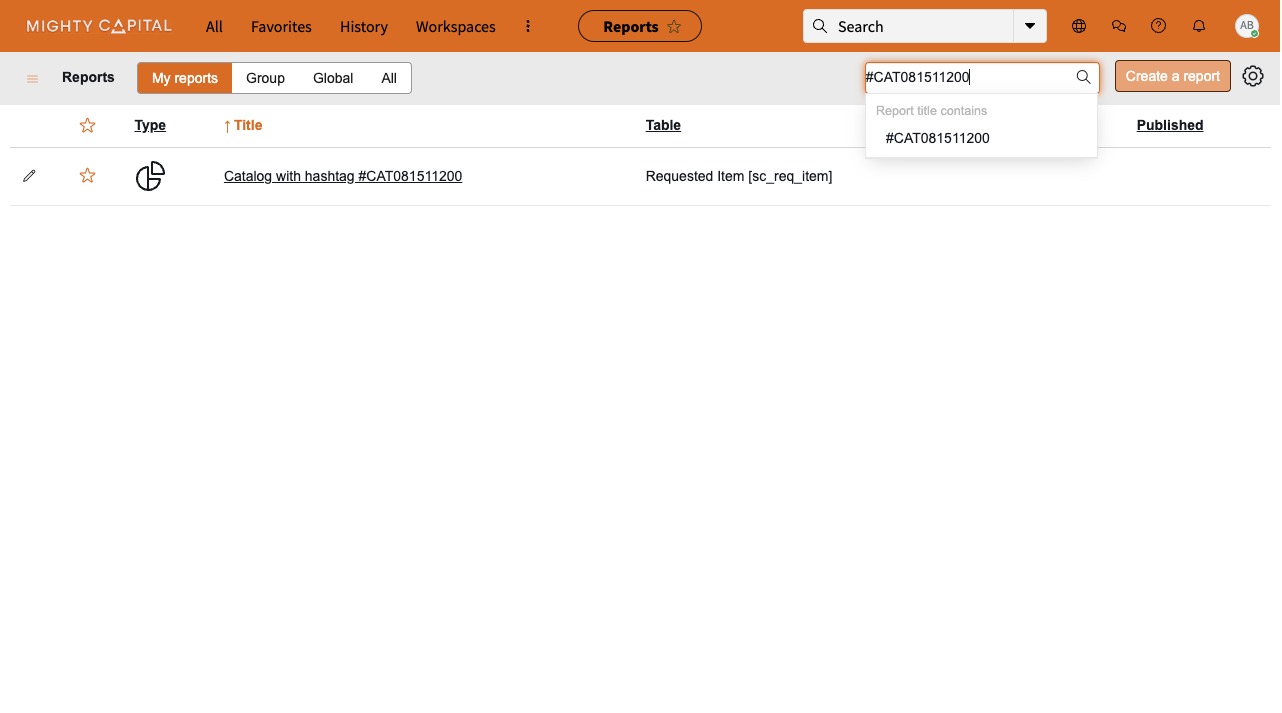 MIGHTY CAPITAL All Favorites History Workspaces Reports Search AB
Reports My reports Group Global All #CAT081511200 Create a report
Report title contains
#CAT081511200
Type ↑ Title Table Published
Catalog with hashtag #CAT081511200 Requested Item [sc_req_item]